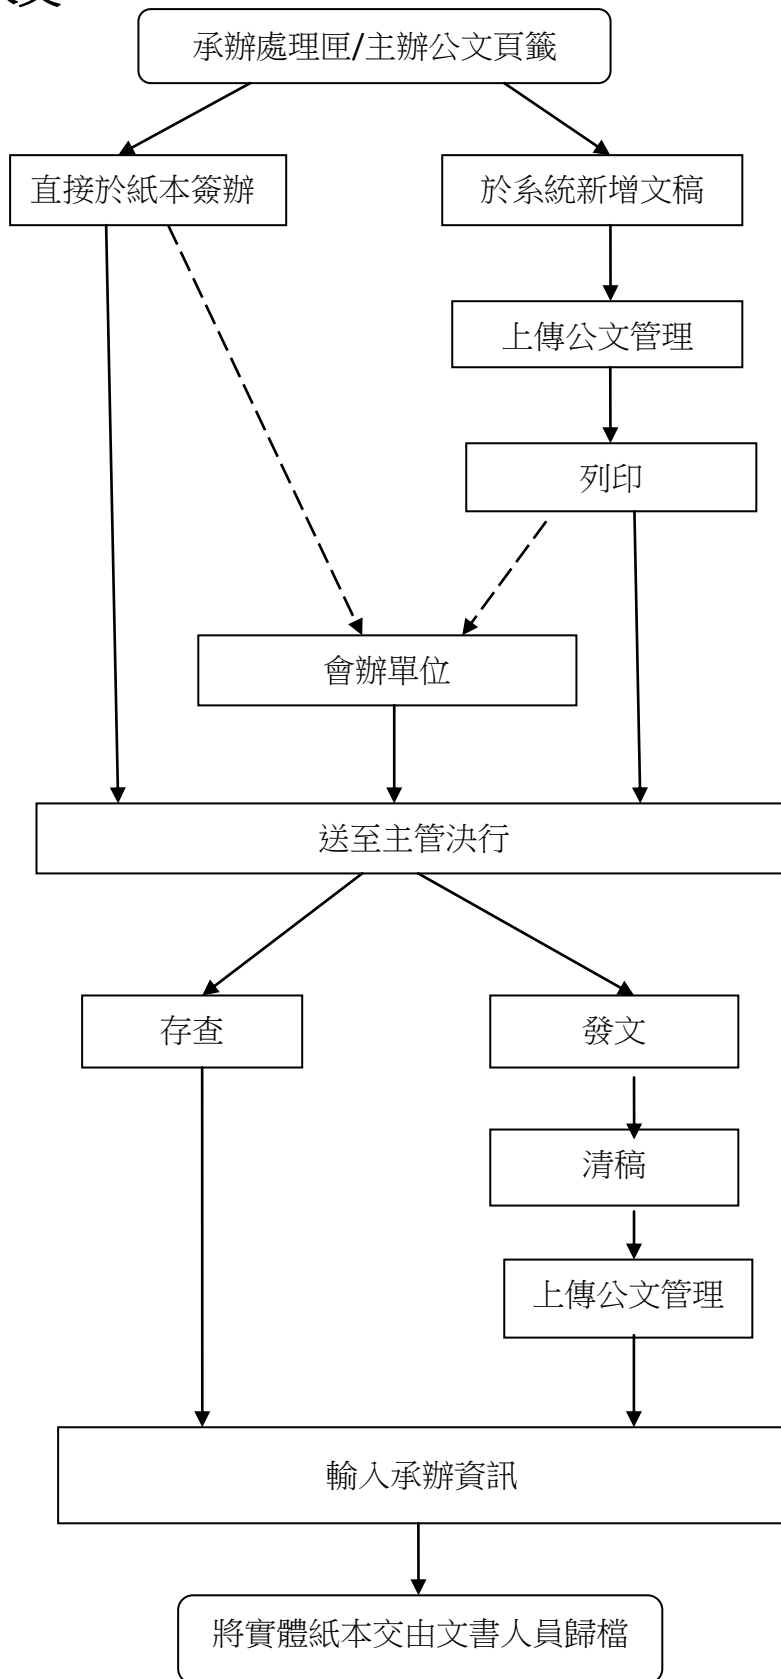 承辦處理匣/主辦公文頁籤
直接於紙本簽辦
於系統新增文稿
上傳公文管理
列印
會辦單位
送至主管決行
存查
發文
清稿
上傳公文管理
輸入承辦資訊
將實體紙本交由文書人員歸檔